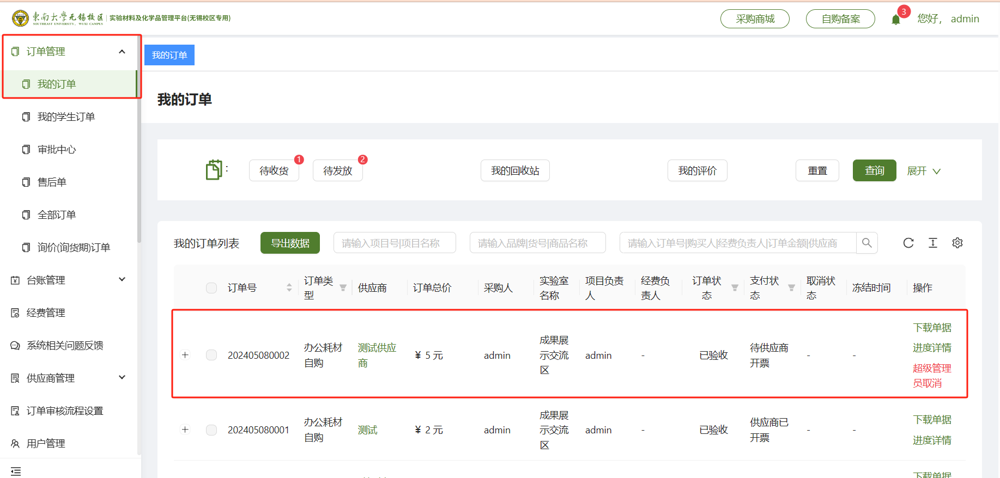 東南大學无锡校区 | 实验材料及化学品管理平台(无锡校区专用)
SOUTHEAST UNIVERSITY, WUXI CAMPUS
采购商城
自购备案
3
您好， admin
订单管理
我的订单
我的学生订单
审批中心
售后单
全部订单
询价(询货期)订单
台账管理
经费管理
系统相关问题反馈
供应商管理
订单审核流程设置
用户管理
我的订单
我的订单
:
待收货
1
待发放
2
我的回收站
我的评价
重置
查询
展开
我的订单列表
导出数据
请输入项目号|项目名称
请输入品牌|货号|商品名称
请输入订单号|购买人|经费负责人|订单金额|供应商
订单号
订单类
型
供应商
订单总价
采购人
实验室
名称
项目负责
人
经费负
责人
订单状
态
支付状
态
取消状
态
冻结时间
操作
+
202405080002
办公耗材
自购
测试供应
商
¥ 5 元
admin
成果展
示交流
区
admin
-
已验收
待供应商
开票
-
-
下载单据
进度详情
超级管理
员取消
+
202405080001
办公耗材
自购
测试
¥ 2 元
admin
成果展
示交流
区
admin
-
已验收
供应商已
开票
-
-
下载单据
进度详情
下载单据